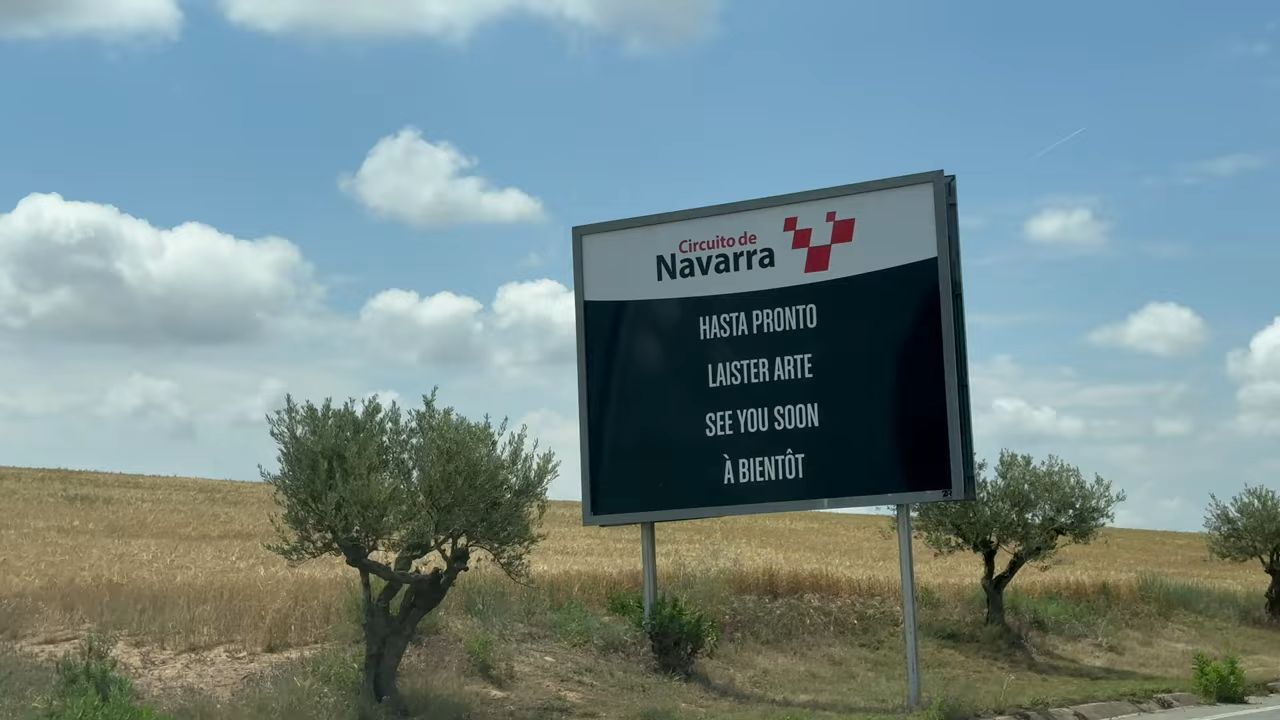 Circuito de
Navarra
HASTA PRONTO
LAISTER ARTE
SEE YOU SOON
À BIENTÔT